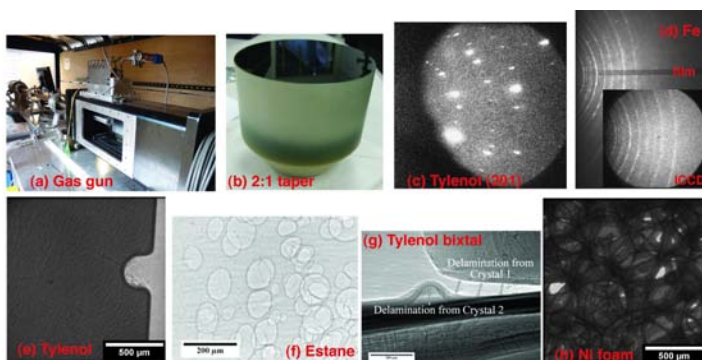 (a) Gas gun
(b) 2:1 taper
(c) Tylenol (201)
(d) Fe
film
ICCD
(e) Tylenol
500 µm
(f) Estane
200 µm
(g) Tylenol bixtal
Delamination from
Crystal 1
Delamination from Crystal 2
(h) Ni foam
500 µm